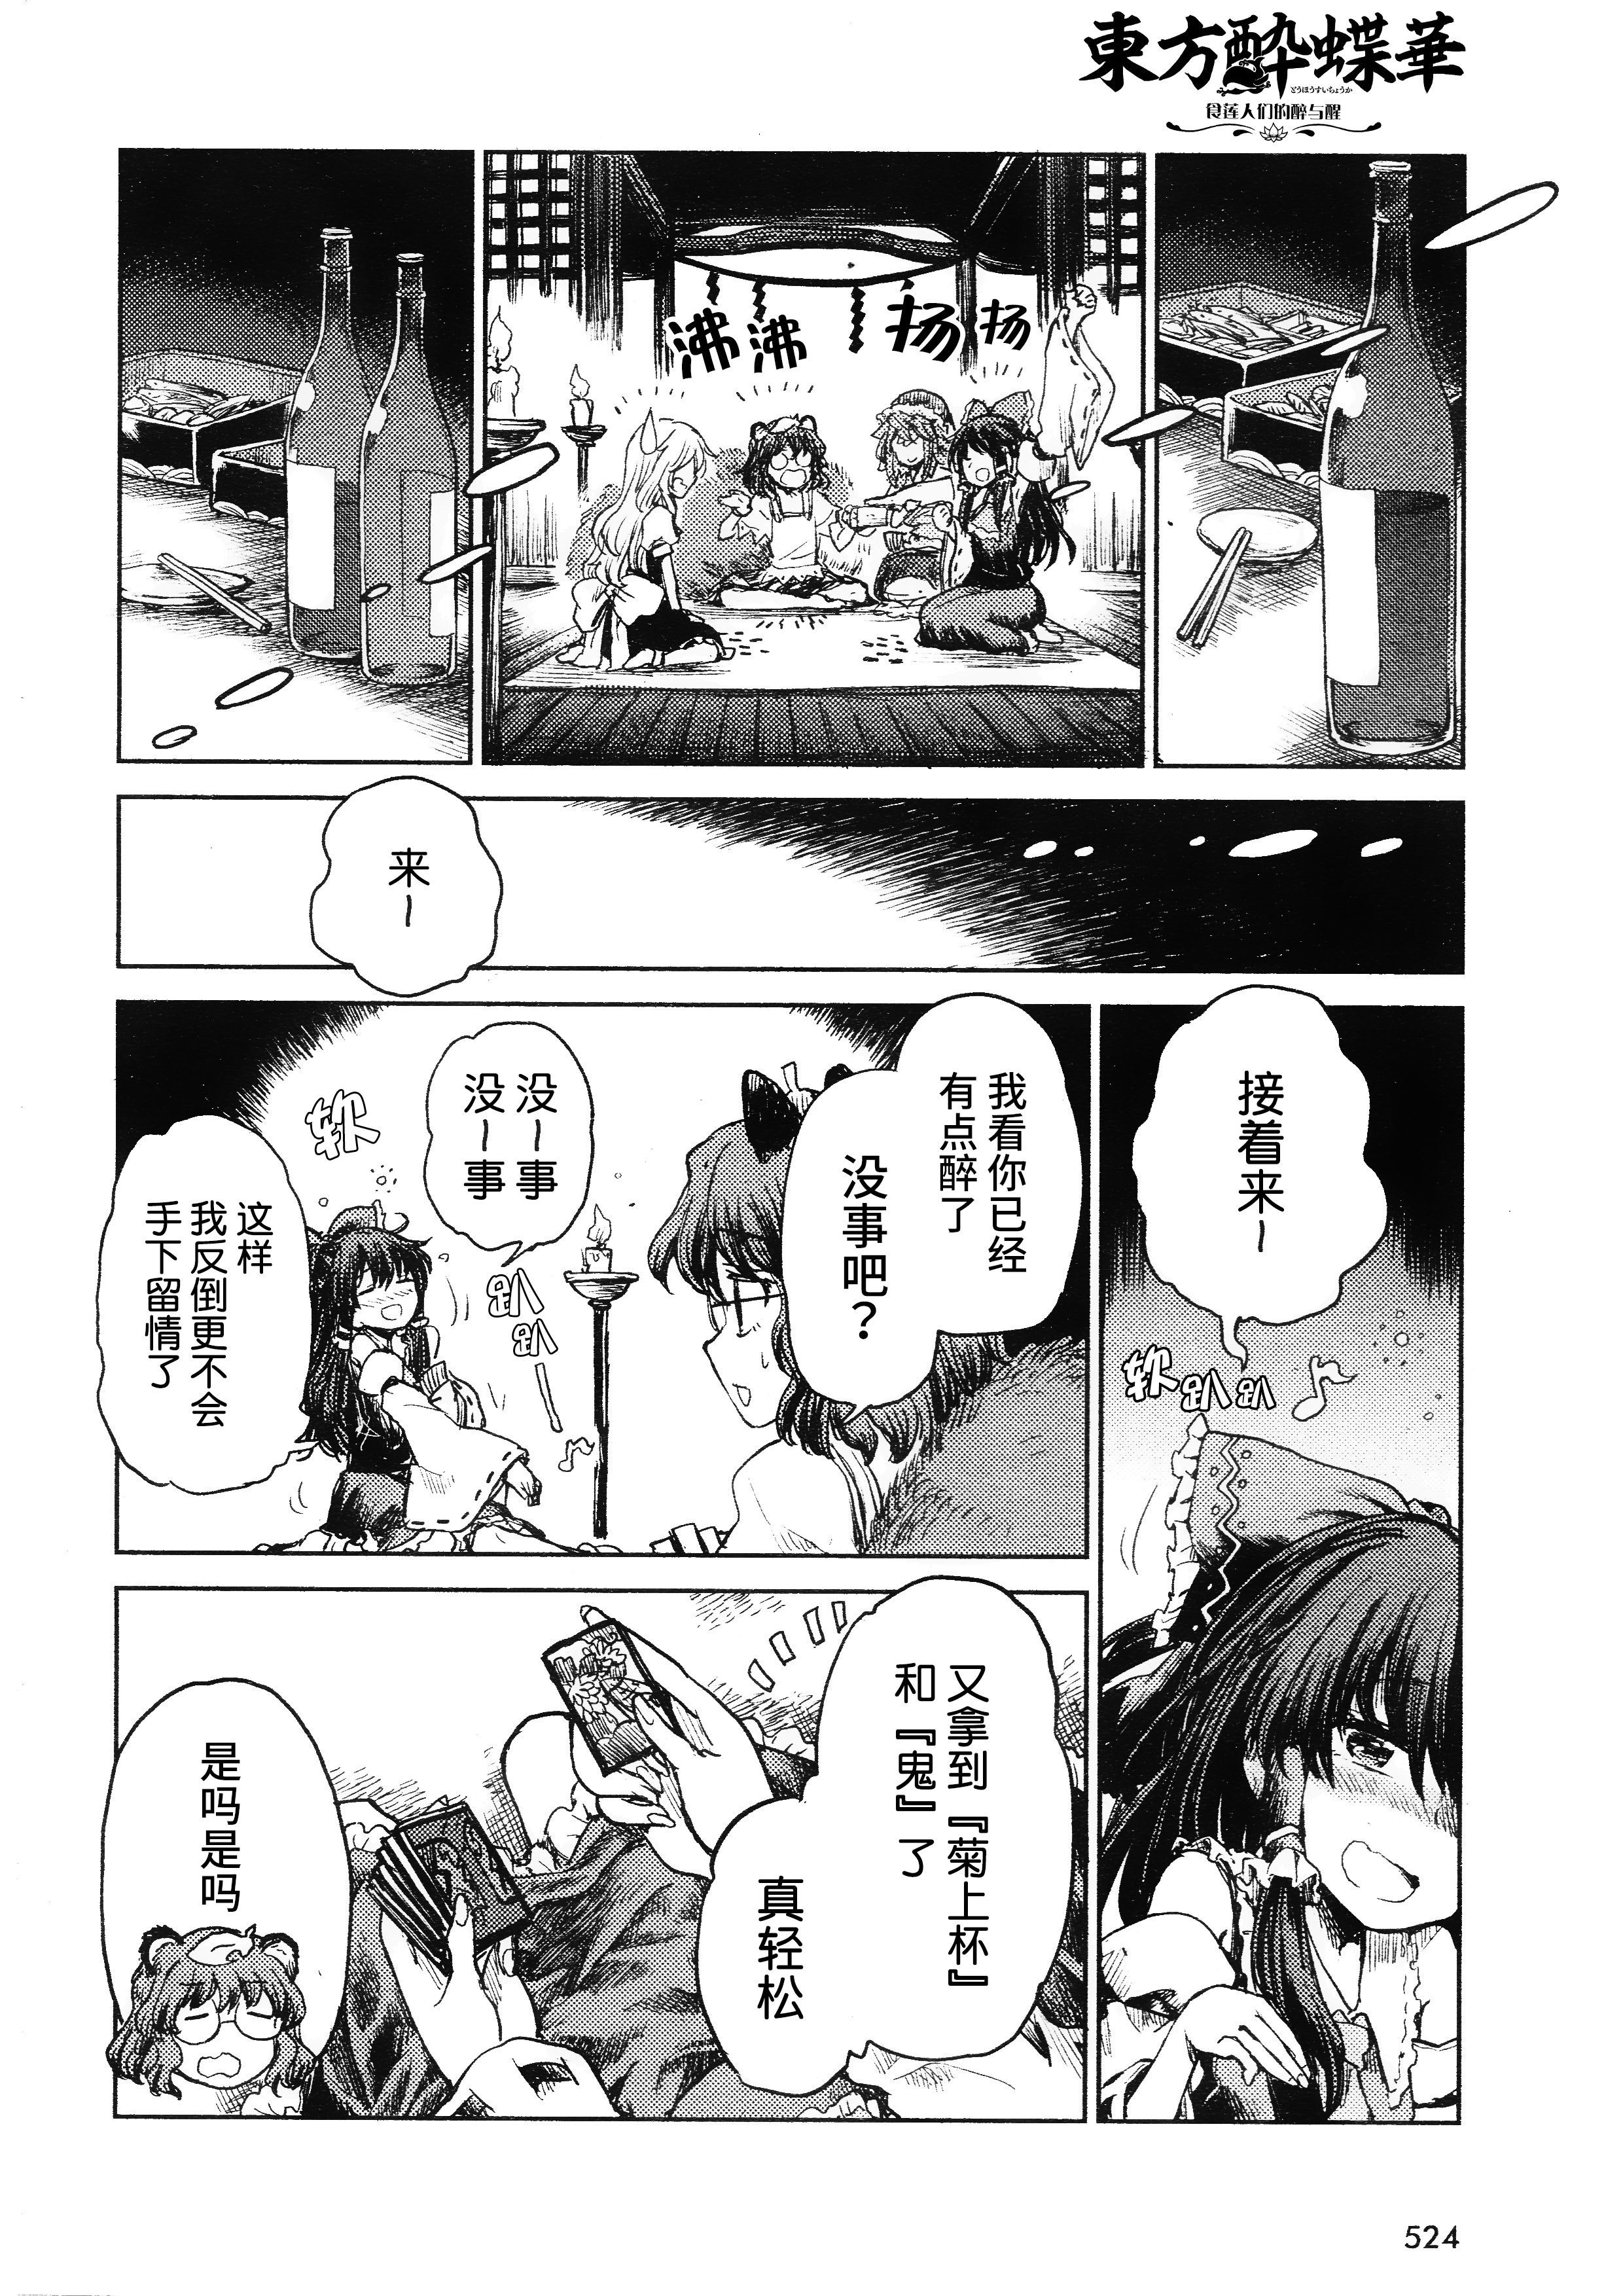 東方酔蝶華
とうほうすいちょうか
食莲人们的醉与醒
扬扬
沸沸
来～
接着来～
软趴趴
我看你已经
有点醉了
没事吧？
没～事
没～事
软
趴趴
这样
我反倒更不会
手下留情了
又拿到『菊上杯』
和『鬼』了
真轻松
是吗是吗
524